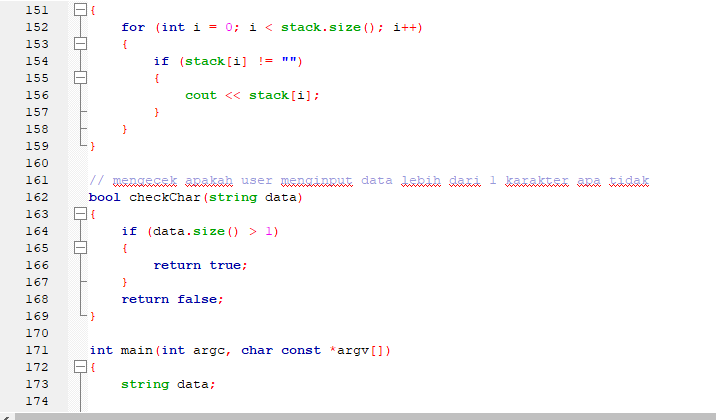 151 {
152 for (int i = 0; i < stack.size(); i++)
153 {
154 if (stack[i] != "")
155 {
156 cout << stack[i];
157 }
158 }
159 }
160
161 // mengecek apakah user menginput data lebih dari 1 karakter apa tidak
162 bool checkChar(string data)
163 {
164 if (data.size() > 1)
165 {
166 return true;
167 }
168 return false;
169 }
170
171 int main(int argc, char const *argv[])
172 {
173 string data;
174